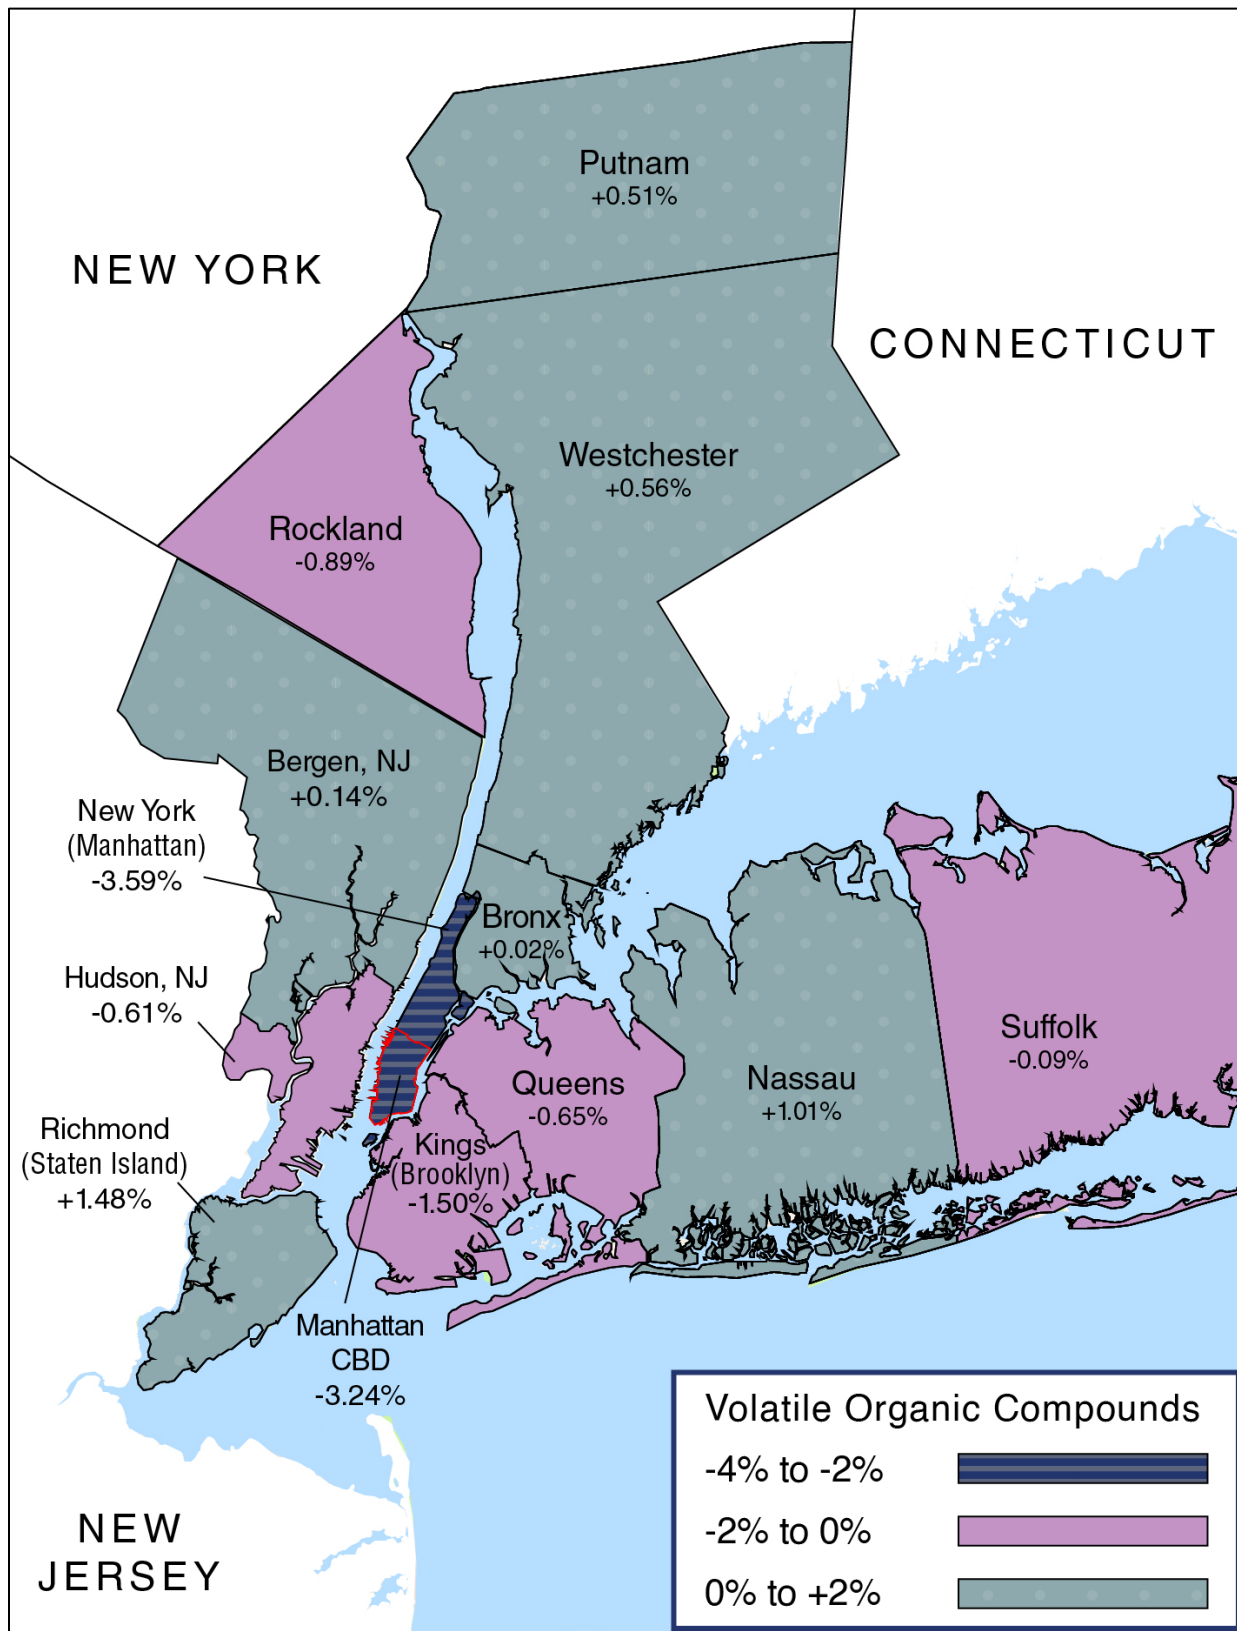 Putnam
+0.51%
NEW YORK
CONNECTICUT
Westchester
+0.56%
Rockland
-0.89%
Bergen, NJ
+0.14%
New York
(Manhattan)
-3.59%
Bronx
+0.02%
Hudson, NJ
-0.61%
Suffolk
-0.09%
Queens
-0.65%
Nassau
+1.01%
Richmond
(Staten Island)
+1.48%
Kings
(Brooklyn)
-1.50%
Manhattan
CBD
-3.24%
NEW
JERSEY
Volatile Organic Compounds
-4% to -2%
-2% to 0%
0% to +2%